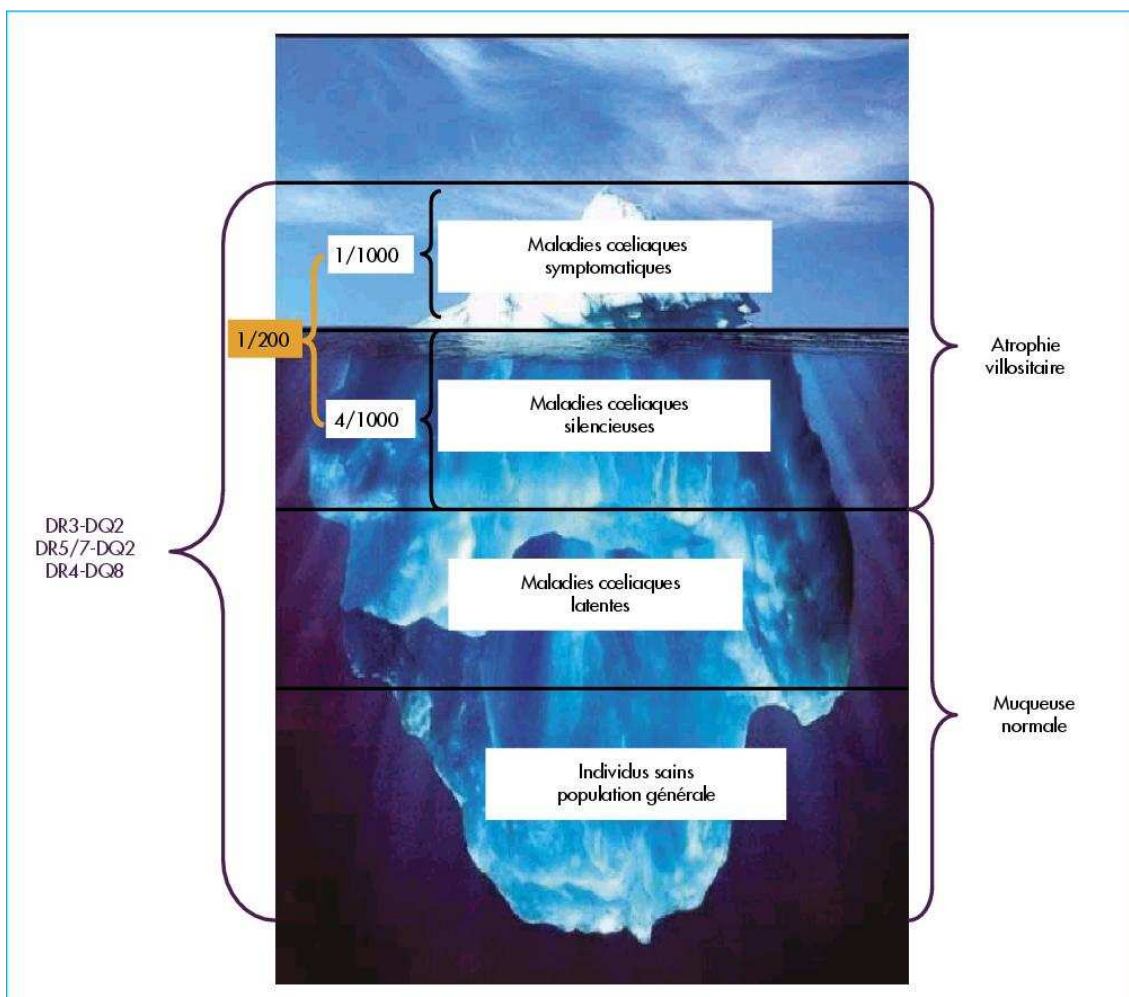 1/1000
Maladies cœliaques
symptomatiques
1/200
4/1000
Maladies cœliaques
silencieuses
Atrophie
villositaire
DR3-DQ2
DR5/7-DQ2
DR4-DQ8
Maladies cœliaques
latentes
Muqueuse
normale
Individus sains
population générale